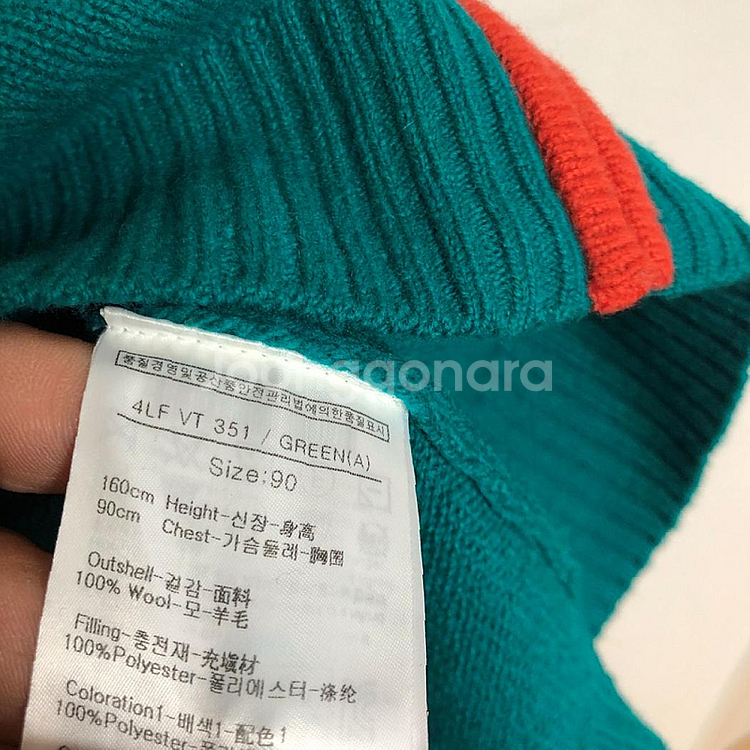 품질경영및공산품안전관리법에의한품질표시
4LF VT 351 / GREEN(A)
Size:90
160cm Height-신장-身高
90cm Chest-가슴둘레-胸围
Outshell-겉감-面料
100% Wool-모-羊毛
Filling-충전재-充填材
100%Polyester-폴리에스터-涤纶
Coloration1-배색1-配色1
100%Polyester-폴리